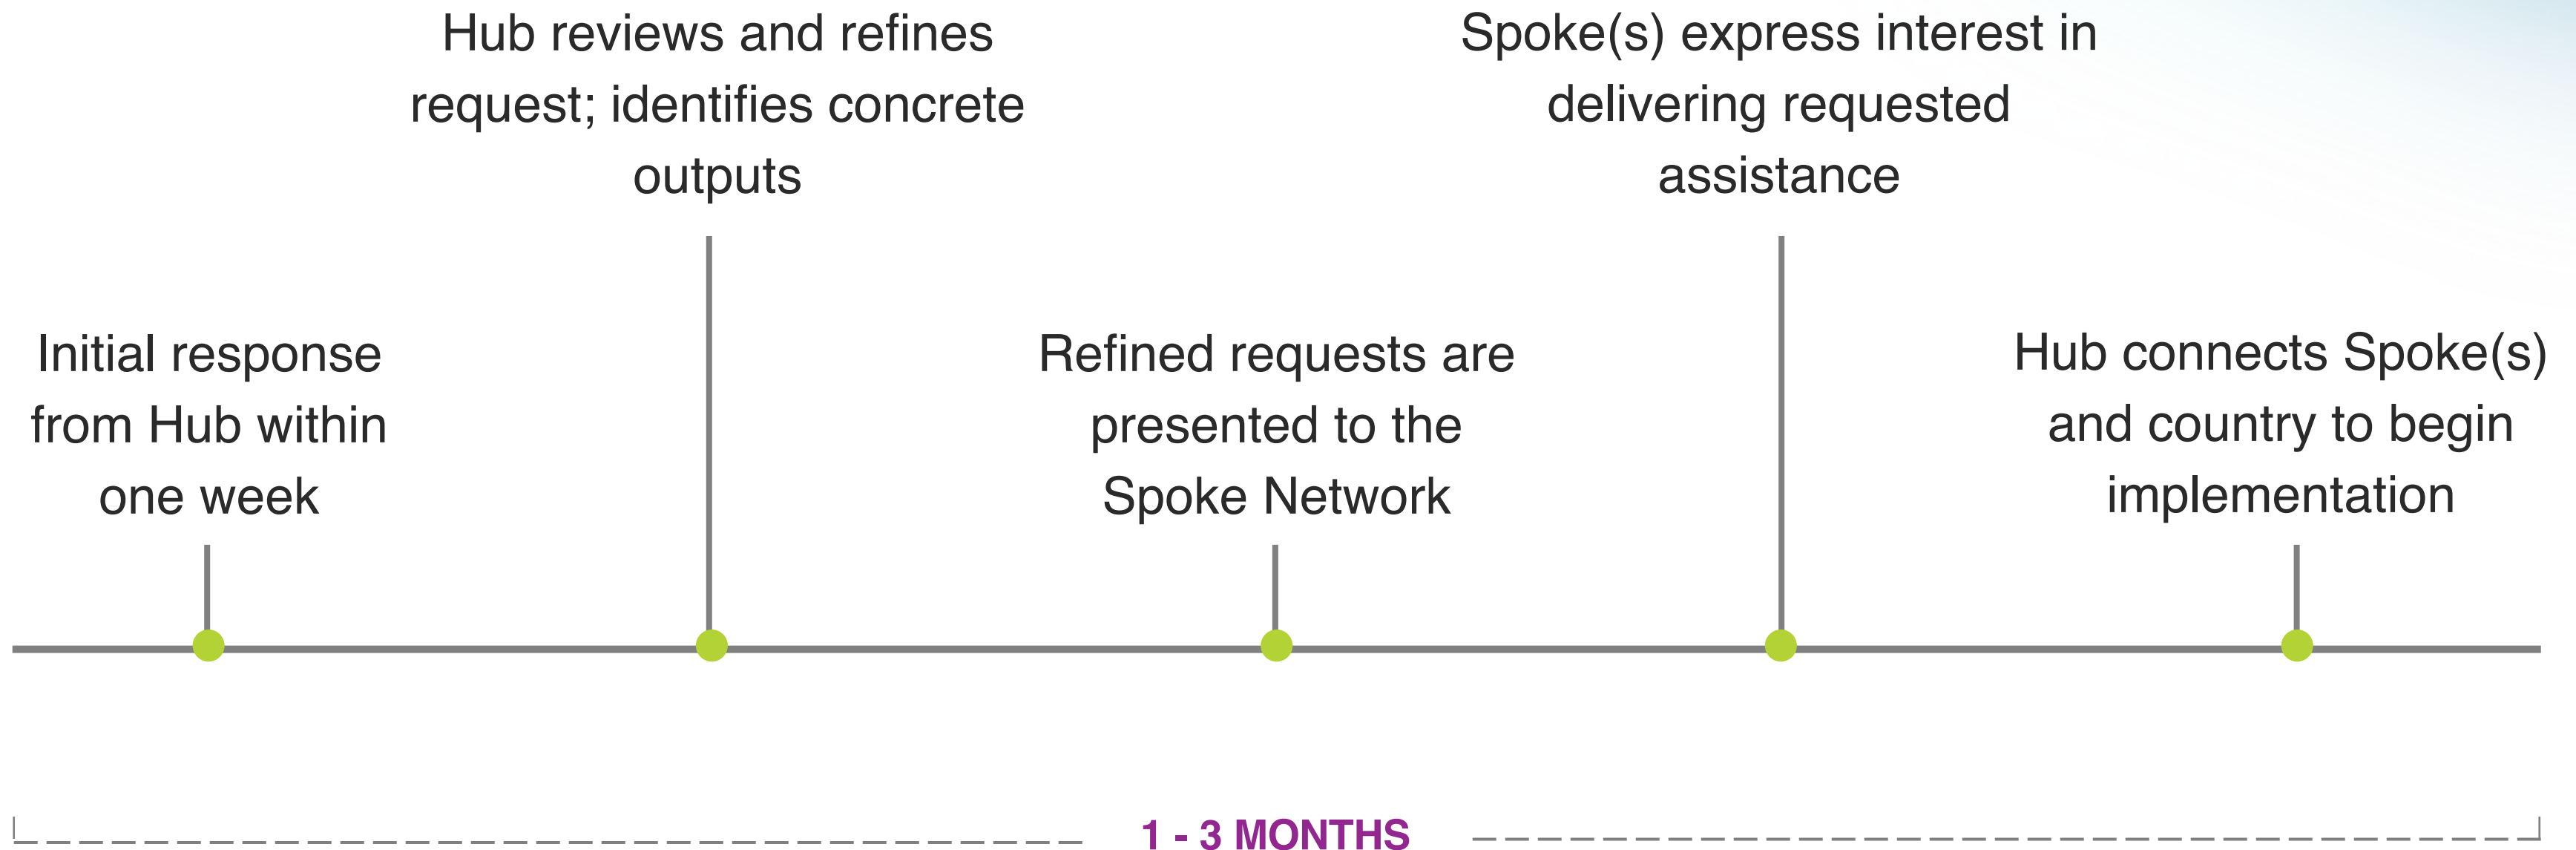 Initial response
from Hub within
one week
Hub reviews and refines
request; identifies concrete
outputs
Refined requests are
presented to the
Spoke Network
Spoke(s) express interest in
delivering requested
assistance
Hub connects Spoke(s)
and country to begin
implementation
1 - 3 MONTHS